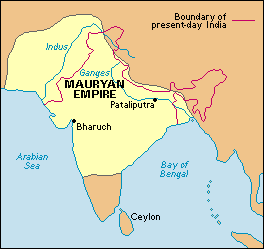 Boundary of
present-day India
Indus
Ganges
MAURYAN
EMPIRE
Pataliputra
Bharuch
Arabian
Sea
Bay of
Bengal
Ceylon